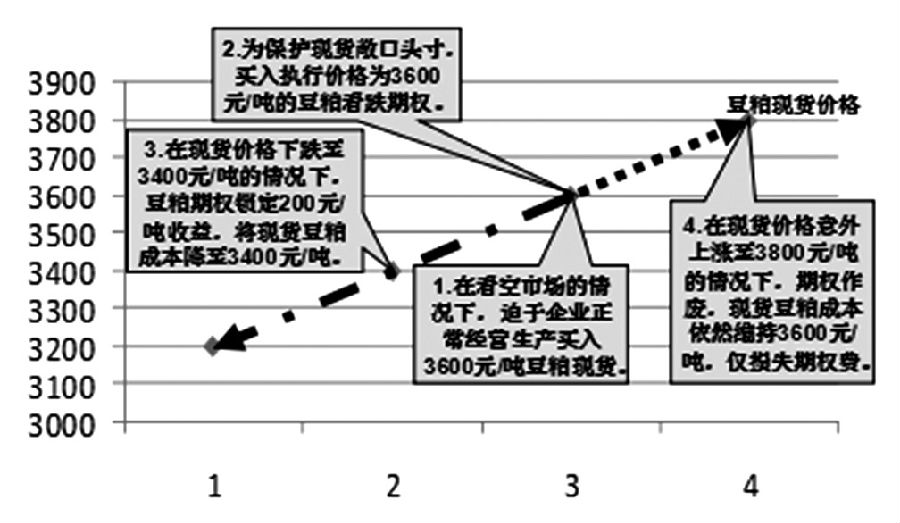 2.为保护现货敞口头寸.
买入执行价格为3600
元/吨的豆粕看跌期权。
3900
3800
3700
3600
3500
3400
3300
3200
3100
3000
豆粕现货价格
3.在现货价格下跌至
3400元/吨的情况下.
豆粕期权锁定200元/
吨收益. 将现货豆粕
成本降至3400元/吨。
4.在现货价格意外
上涨至3800元/吨
的情况下. 期权作
废. 现货豆粕成本
依然维持3600元/
吨. 仅损失期权费。
1.在看空市场的情
况下. 迫于企业正
常经营生产买入
3600元/吨豆粕现货.
1
2
3
4